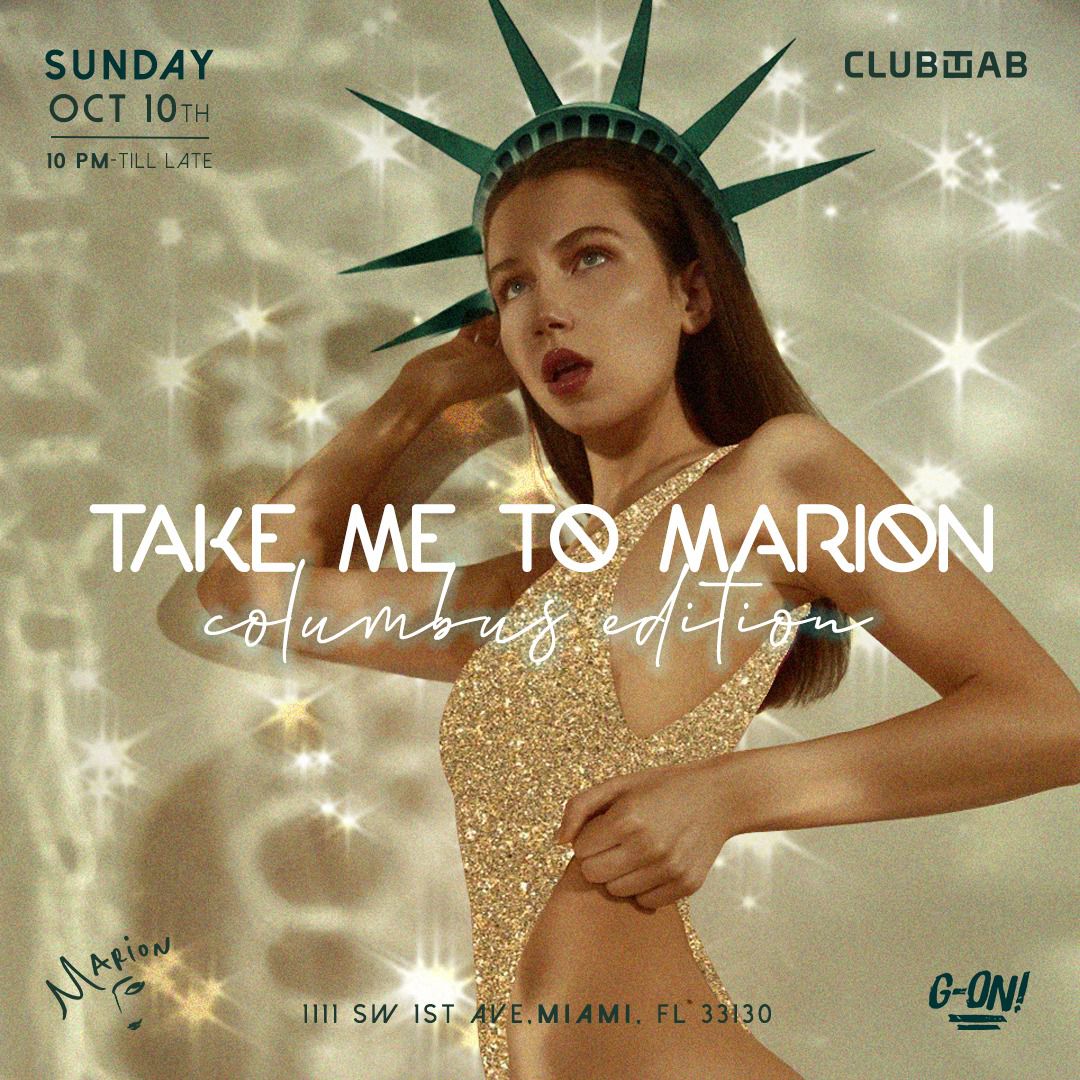 SUNDAY
OCT 10TH
10 PM-TILL LATE
CLUBTAB
TAKE ME TO MARION
columbus edition
MARION
1111 SW 1ST AVE,MIAMI, FL 33130
G-ON!